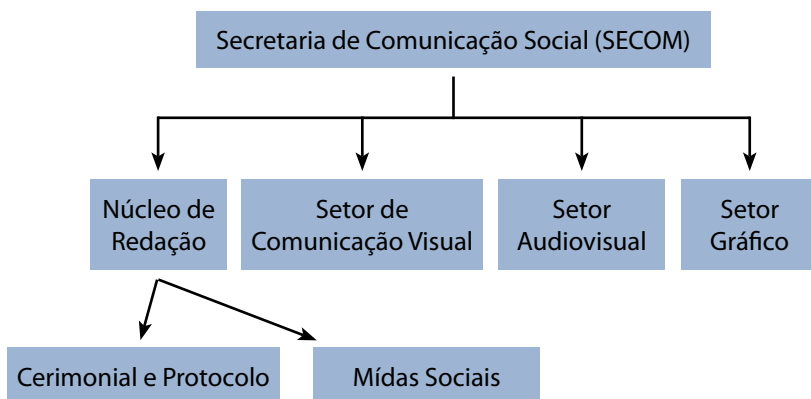 Secretaria de Comunicação Social (SECOM)
Núcleo de
Redação
Setor de
Comunicação Visual
Setor
Audiovisual
Setor
Gráfico
Cerimonial e Protocolo
Mídas Sociais